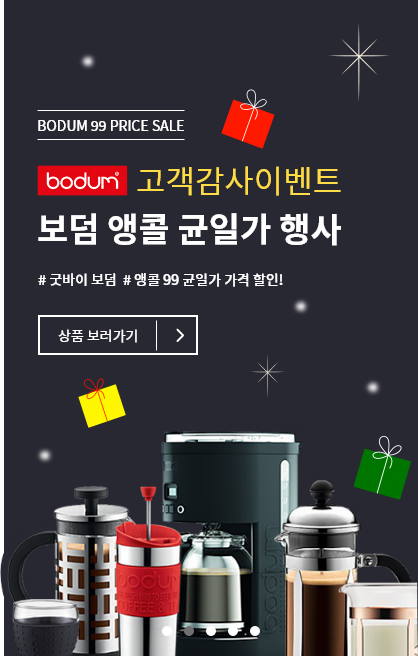 BODUM 99 PRICE SALE
bodum 고객감사이벤트
보덤 앵콜 균일가 행사
# 굿바이 보덤 # 앵콜 99 균일가 가격 할인!
상품 보러가기
bodum
bodum